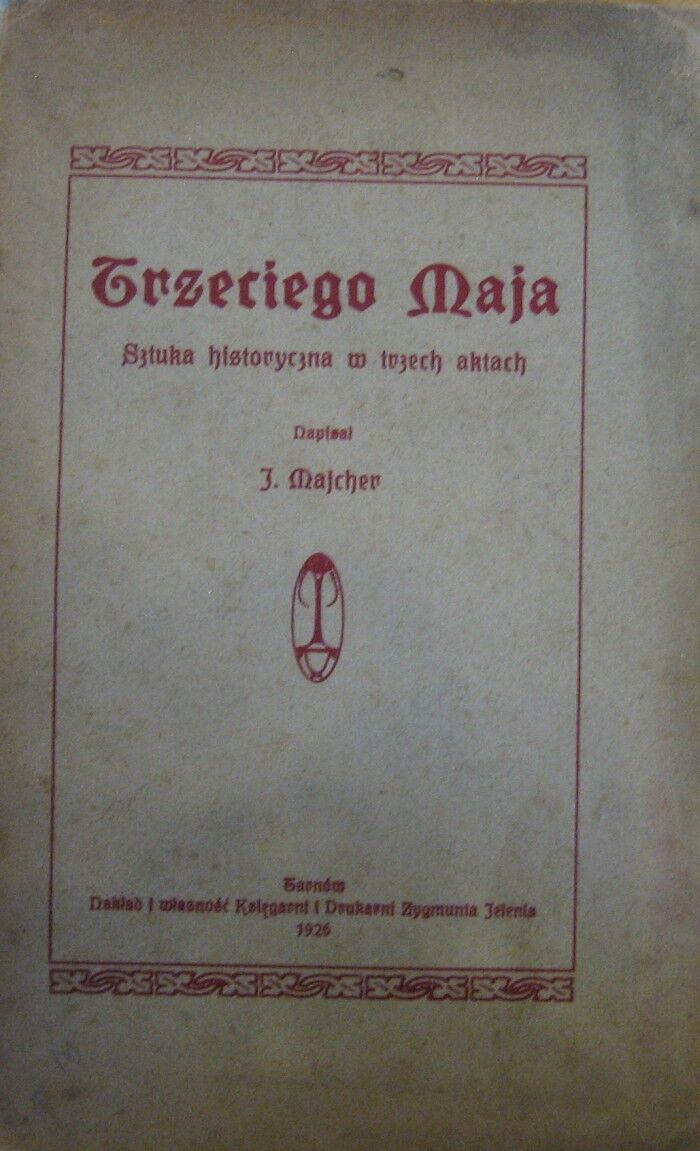 Trzeciego Maja
Sztuka historyczna w trzech aktach
Napisał
J. Majcher
Tarnów
Nakład i własność Księgarni i Drukarni Zygmunta Jelenia
1926